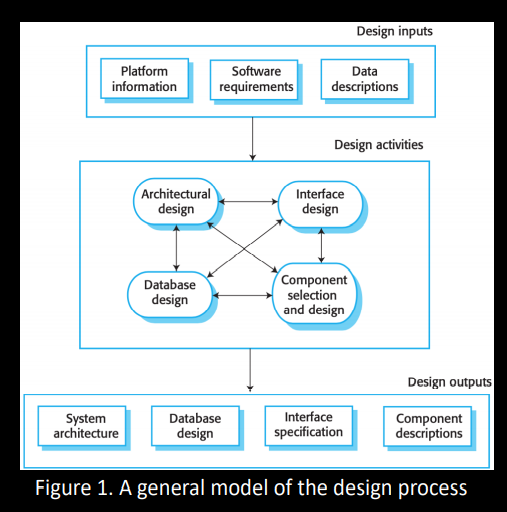 Design inputs
Platform
information
Software
requirements
Data
descriptions
Design activities
Architectural
design
Interface
design
Database
design
Component
selection
and design
Design outputs
System
architecture
Database
design
Interface
specification
Component
descriptions
Figure 1. A general model of the design process